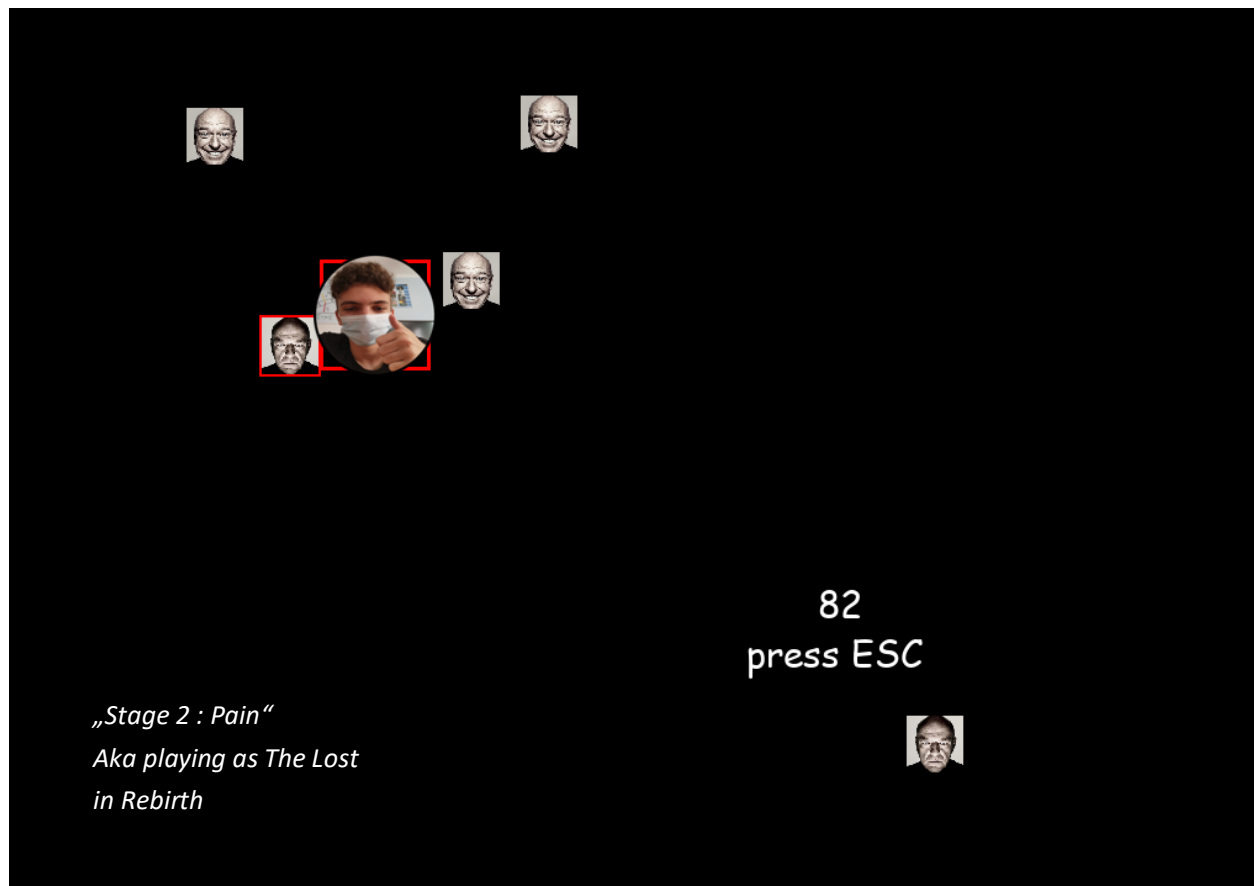 82
press ESC
„Stage 2 : Pain“
Aka playing as The Lost
in Rebirth